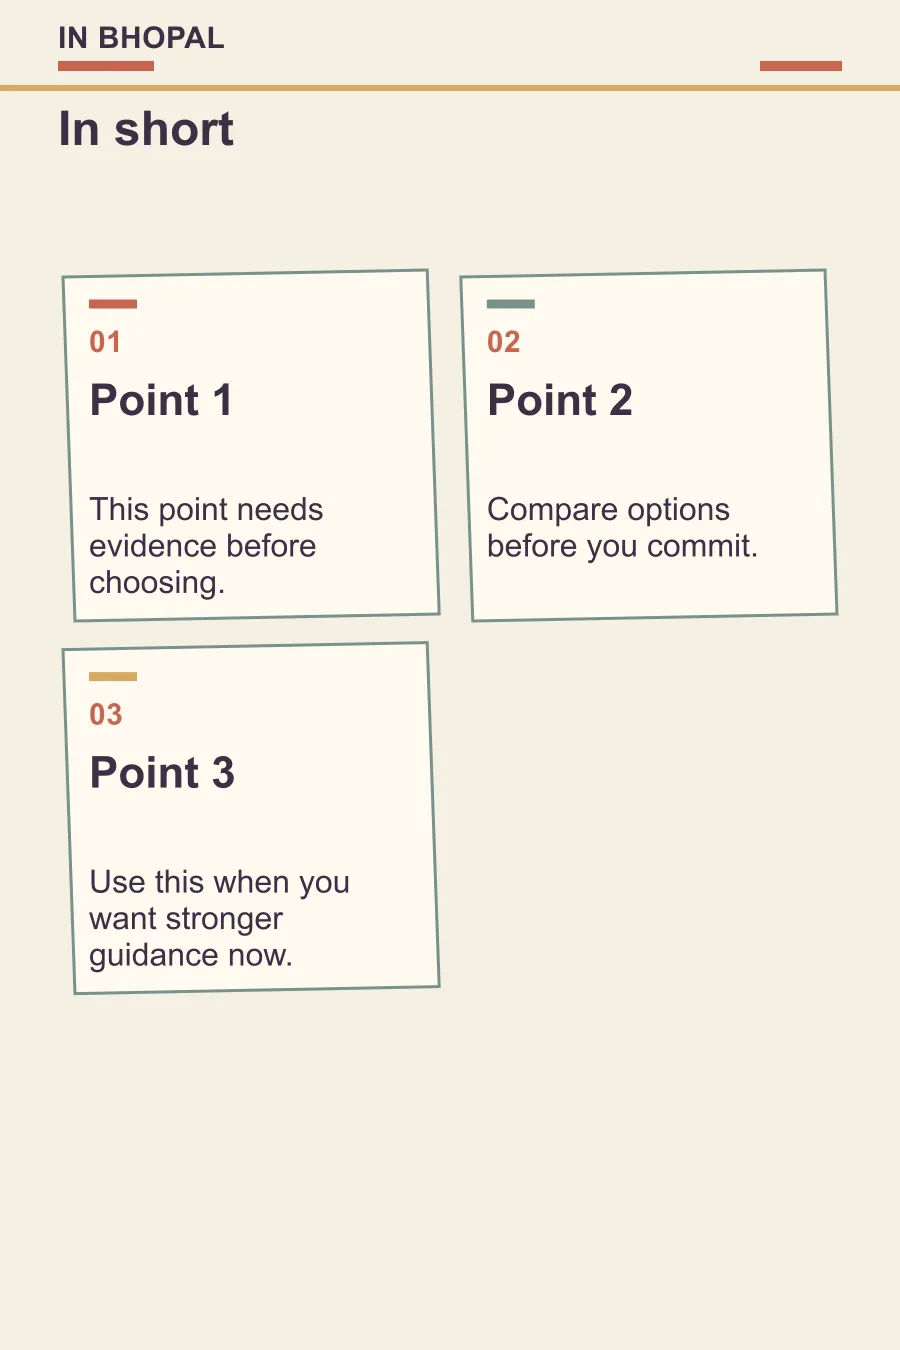 IN BHOPAL
In short
01
Point 1
This point needs
evidence before
choosing.
02
Point 2
Compare options
before you commit.
03
Point 3
Use this when you
want stronger
guidance now.